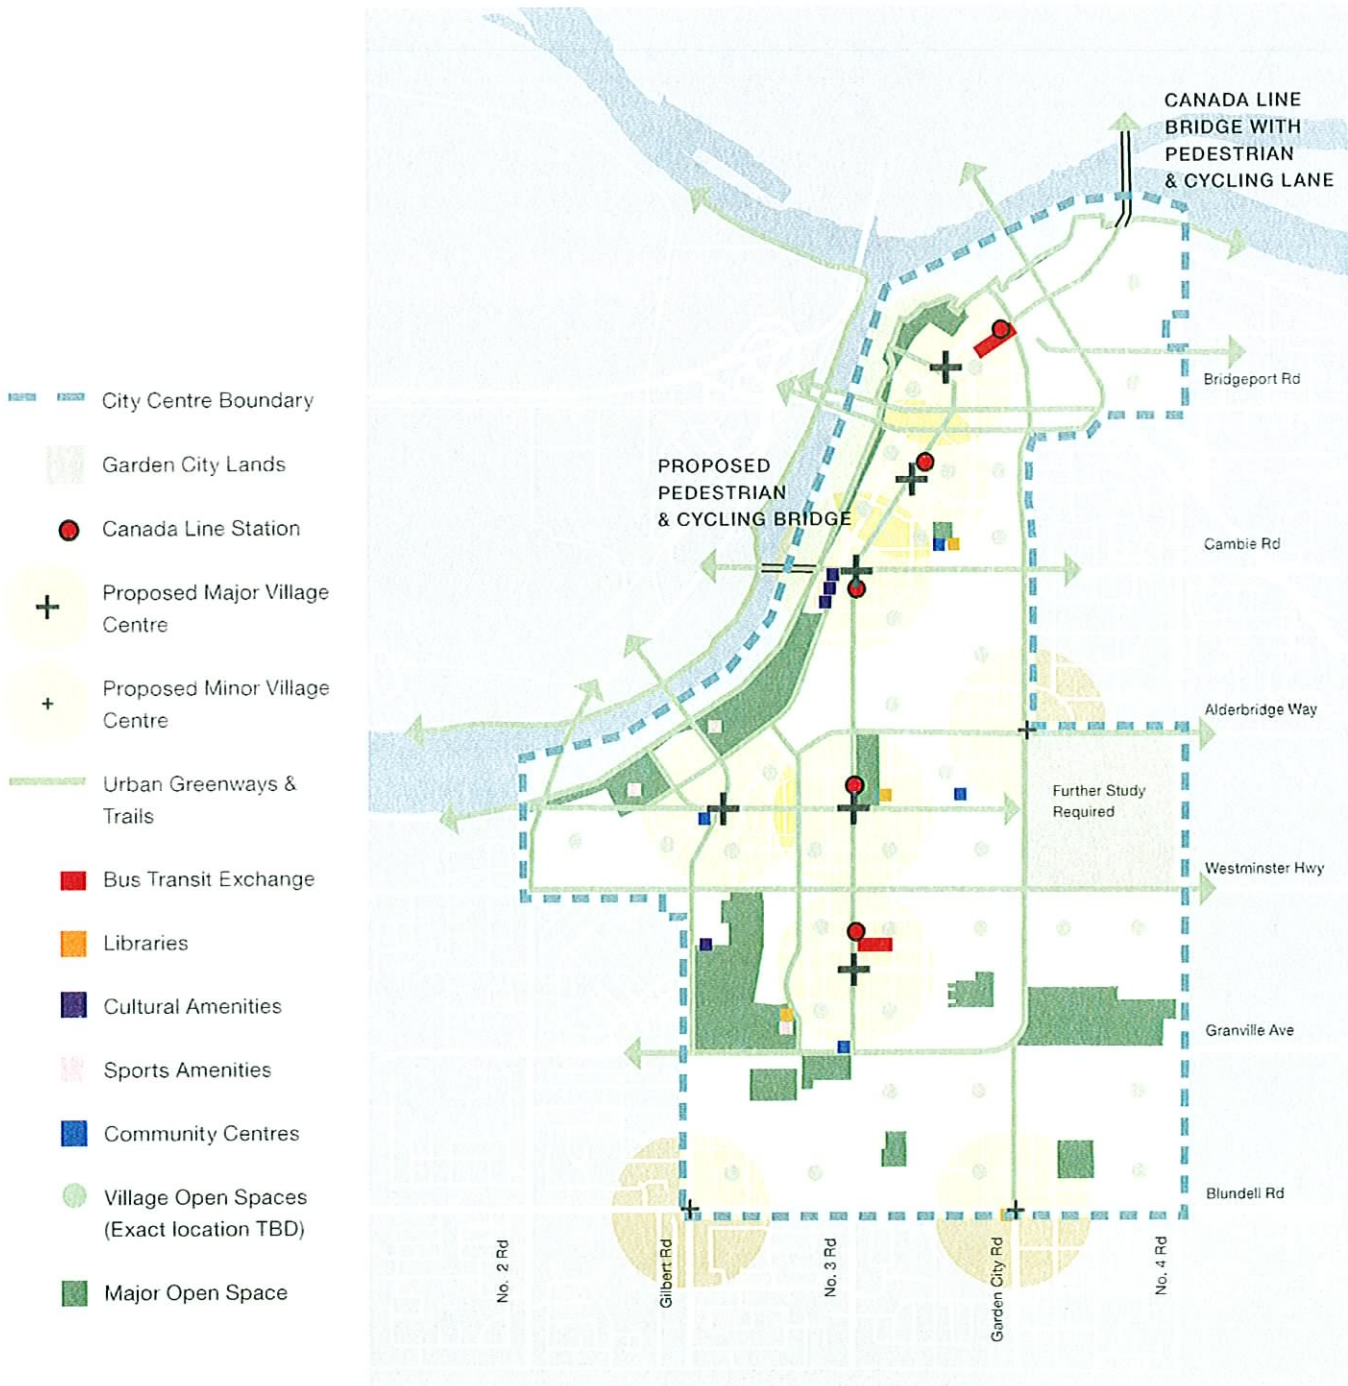 CANADA LINE
BRIDGE WITH
PEDESTRIAN
& CYCLING LANE
Bridgeport Rd
City Centre Boundary
Garden City Lands
PROPOSED
PEDESTRIAN
& CYCLING BRIDGE
Canada Line Station
Cambie Rd
Proposed Major Village
Centre
Proposed Minor Village
Centre
Alderbridge Way
Urban Greenways &
Trails
Further Study
Required
Bus Transit Exchange
Westminster Hwy
Libraries
Cultural Amenities
Granville Ave
Sports Amenities
Community Centres
Village Open Spaces
(Exact location TBD)
Blundell Rd
Major Open Space
No. 2 Rd
Gilbert Rd
No. 3 Rd
Garden City Rd
No. 4 Rd